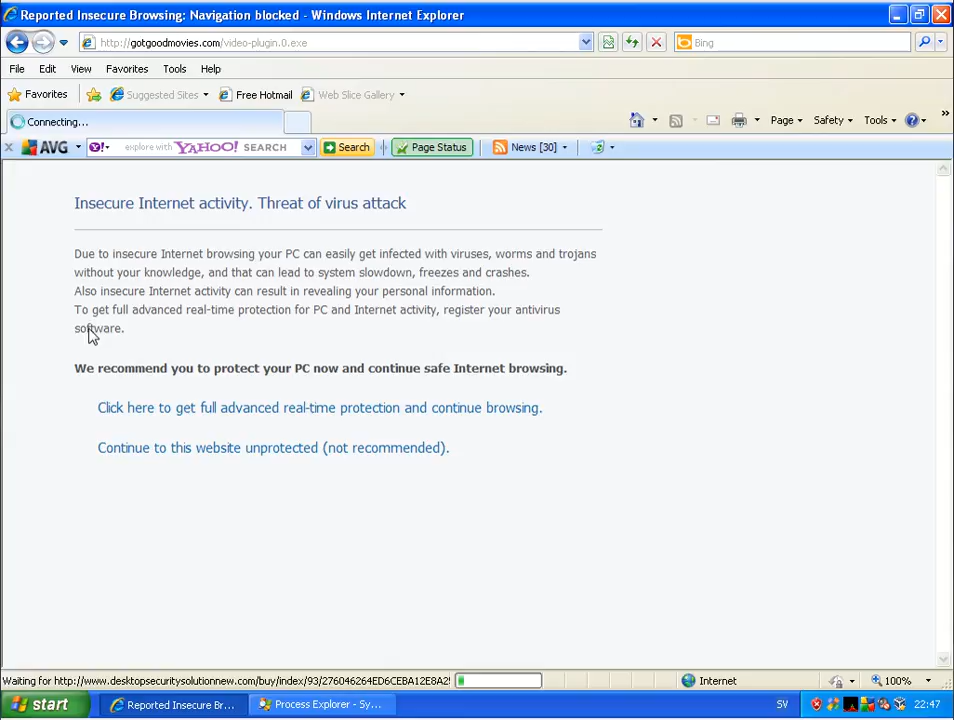 Reported Insecure Browsing: Navigation blocked - Windows Internet Explorer
http://gotgoodmovies.com/video-plugin.0.exe
Bing
File Edit View Favorites Tools Help
Favorites Suggested Sites Free Hotmail Web Slice Gallery
Connecting...
Page Safety Tools »
x AVG Y! explore with YAHOO! SEARCH Search Page Status News [30]
Insecure Internet activity. Threat of virus attack
Due to insecure Internet browsing your PC can easily get infected with viruses, worms and trojans
without your knowledge, and that can lead to system slowdown, freezes and crashes.
Also insecure Internet activity can result in revealing your personal information.
To get full advanced real-time protection for PC and Internet activity, register your antivirus
software.
We recommend you to protect your PC now and continue safe Internet browsing.
Click here to get full advanced real-time protection and continue browsing.
Continue to this website unprotected (not recommended).
Waiting for http://www.desktopsecuritysolutionnew.com/buy/index/93/276046264ED6CEBA12E8A2 Internet 100%
start Reported Insecure Br... Process Explorer - Sy... SV 22:47